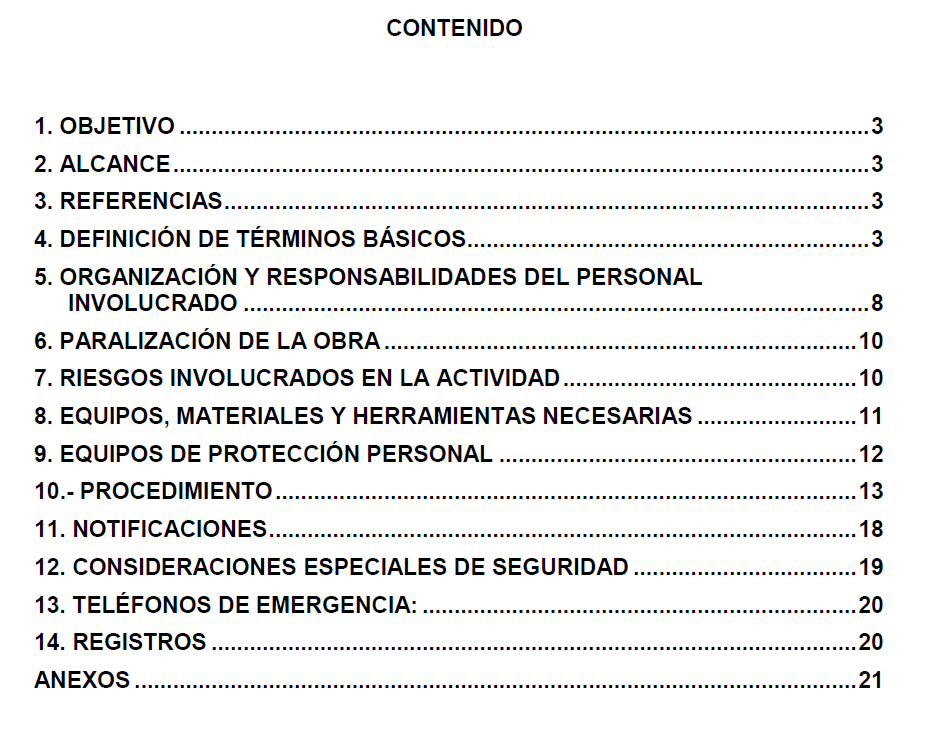 CONTENIDO
1. OBJETIVO ............................................................................................................ 3
2. ALCANCE ............................................................................................................ 3
3. REFERENCIAS ................................................................................................... 3
4. DEFINICIÓN DE TÉRMINOS BÁSICOS ............................................................ 3
5. ORGANIZACIÓN Y RESPONSABILIDADES DEL PERSONAL
INVOLUCRADO ................................................................................................ 8
6. PARALIZACIÓN DE LA OBRA ........................................................................ 10
7. RIESGOS INVOLUCRADOS EN LA ACTIVIDAD ............................................ 10
8. EQUIPOS, MATERIALES Y HERRAMIENTAS NECESARIAS ........................ 11
9. EQUIPOS DE PROTECCIÓN PERSONAL ...................................................... 12
10.- PROCEDIMIENTO ......................................................................................... 13
11. NOTIFICACIONES .......................................................................................... 18
12. CONSIDERACIONES ESPECIALES DE SEGURIDAD ................................. 19
13. TELÉFONOS DE EMERGENCIA: .................................................................. 20
14. REGISTROS ................................................................................................... 20
ANEXOS ............................................................................................................... 21